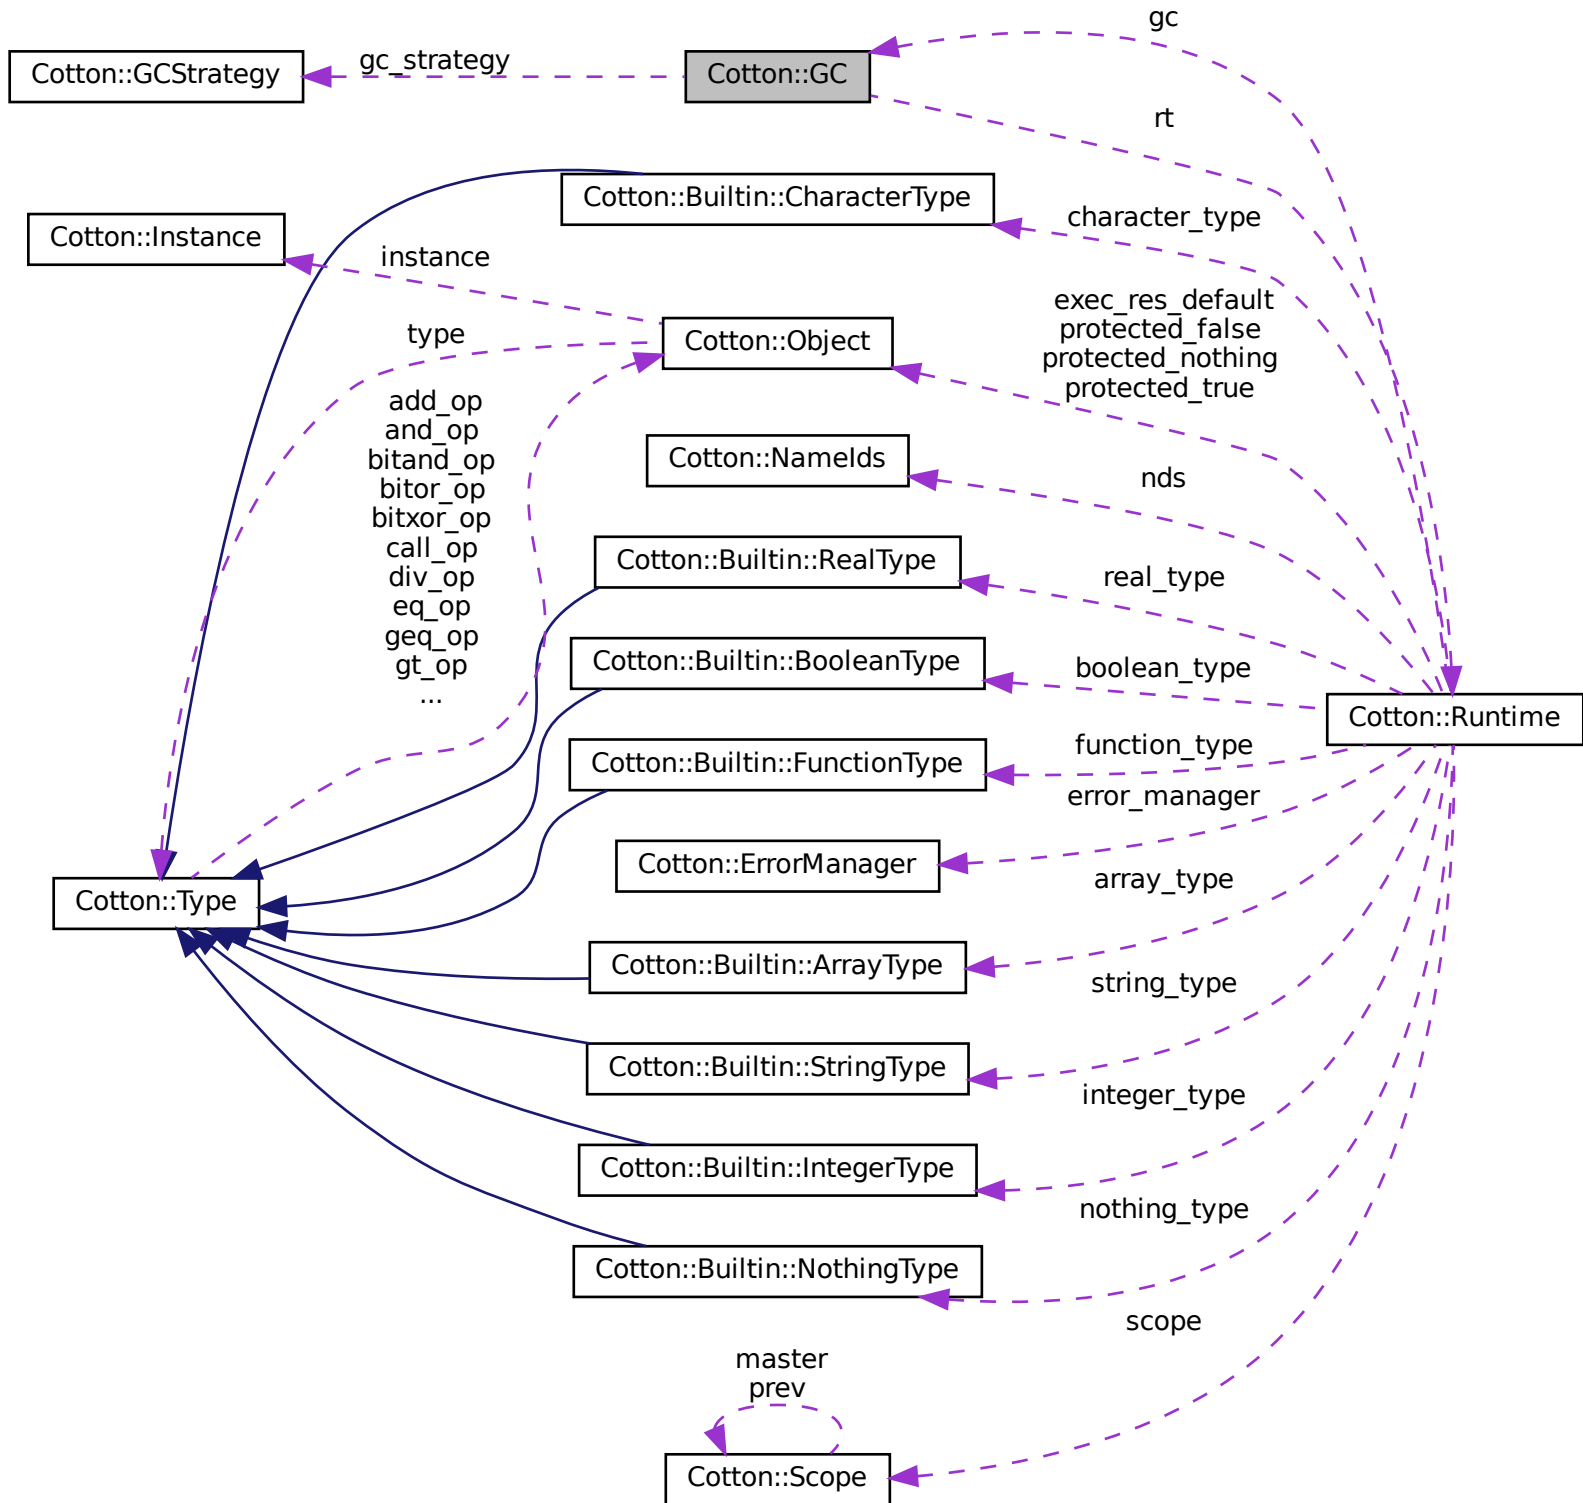 gc
Cotton::GCStrategy
gc_strategy
Cotton::GC
rt
Cotton::Builtin::CharacterType
character_type
Cotton::Instance
instance
exec_res_default
protected_false
protected_nothing
protected_true
type
Cotton::Object
add_op
and_op
bitand_op
bitor_op
bitxor_op
call_op
div_op
eq_op
geq_op
gt_op
...
Cotton::NameIds
nds
Cotton::Builtin::RealType
real_type
Cotton::Builtin::BooleanType
boolean_type
Cotton::Runtime
Cotton::Builtin::FunctionType
function_type
error_manager
Cotton::ErrorManager
array_type
Cotton::Type
Cotton::Builtin::ArrayType
string_type
Cotton::Builtin::StringType
integer_type
Cotton::Builtin::IntegerType
nothing_type
Cotton::Builtin::NothingType
scope
master
prev
Cotton::Scope